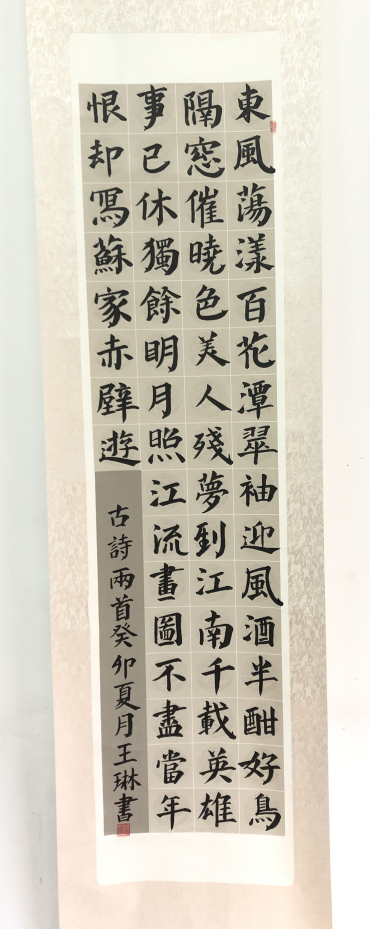 東風蕩漾百花潭翠袖迎風酒半酣好鳥
隔窓催曉色美人殘夢到江南千載英雄
事已休獨餘明月照江流畫圖不盡當年
恨却寫蘇家赤壁遊
古詩兩首癸卯夏月王琳書